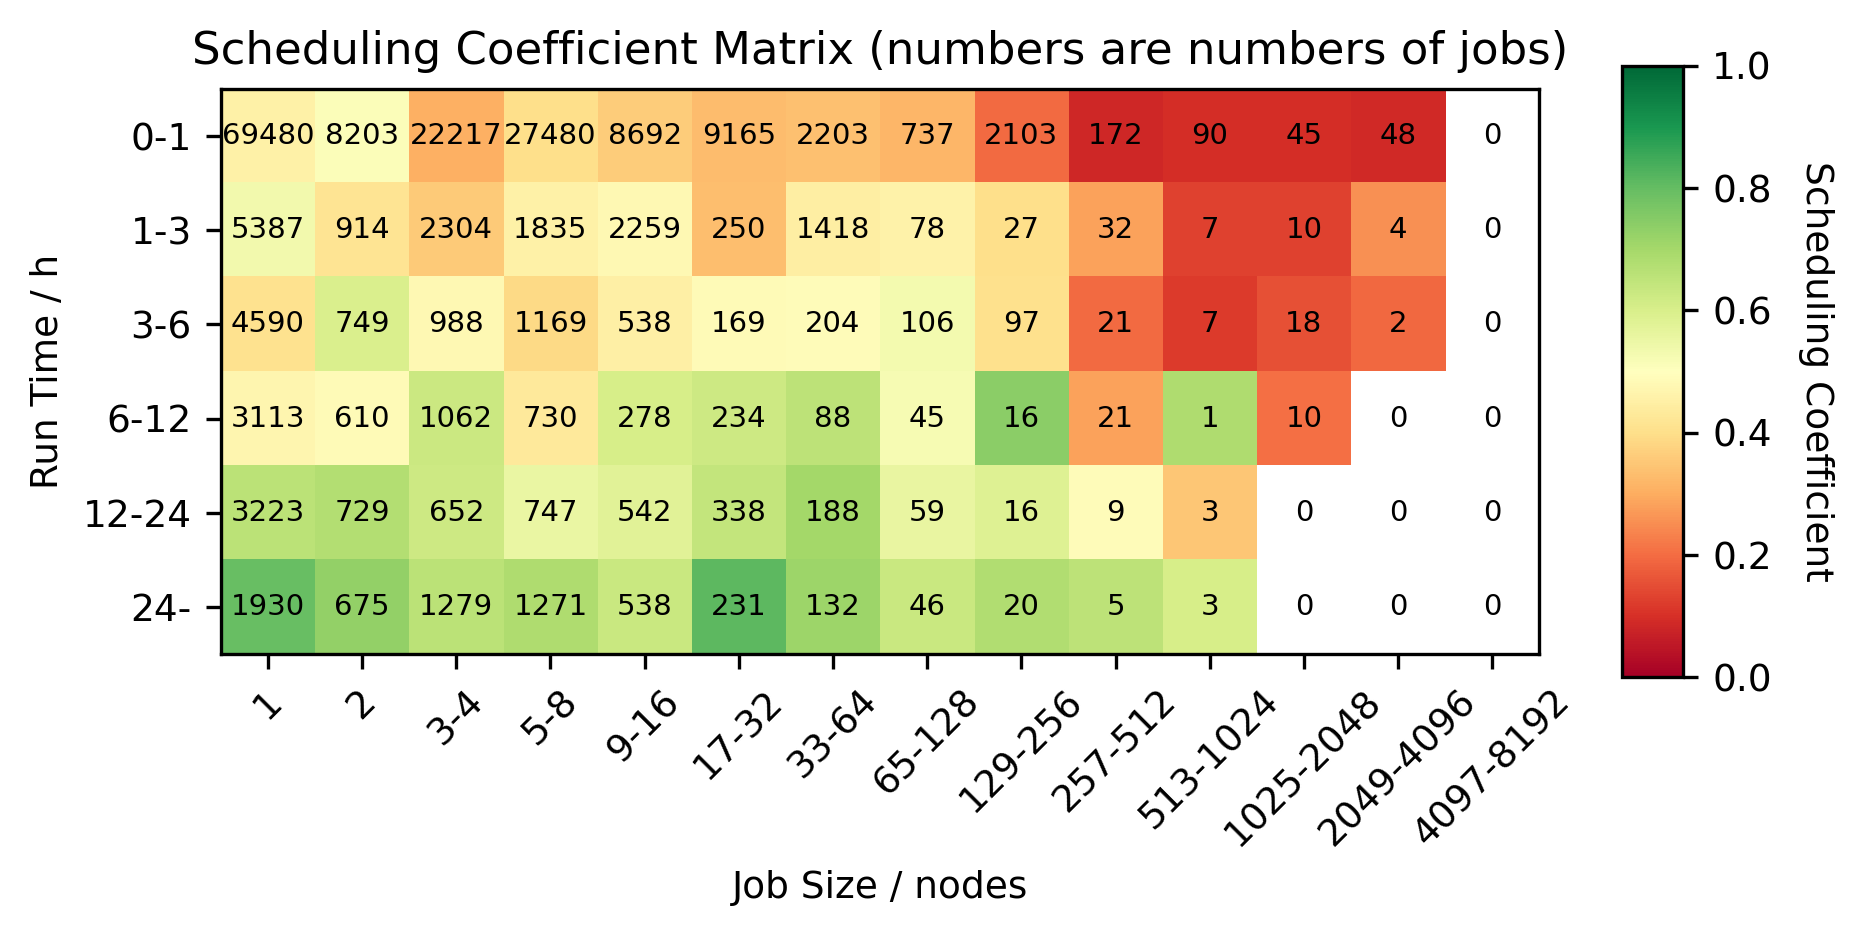 Scheduling Coefficient Matrix (numbers are numbers of jobs)
Run Time / h
0-1 69480 8203 22217 27480 8692 9165 2203 737 2103 172 90 45 48 0
1-3 5387 914 2304 1835 2259 250 1418 78 27 32 7 10 4 0
3-6 4590 749 988 1169 538 169 204 106 97 21 7 18 2 0
6-12 3113 610 1062 730 278 234 88 45 16 21 1 10 0 0
12-24 3223 729 652 747 542 338 188 59 16 9 3 0 0 0
24- 1930 675 1279 1271 538 231 132 46 20 5 3 0 0 0
1 2 3-4 5-8 9-16 17-32 33-64 65-128 129-256 257-512 513-1024 1025-2048 2049-4096 4097-8192
Job Size / nodes
1.0
0.8
0.6
0.4
0.2
0.0
Scheduling Coefficient